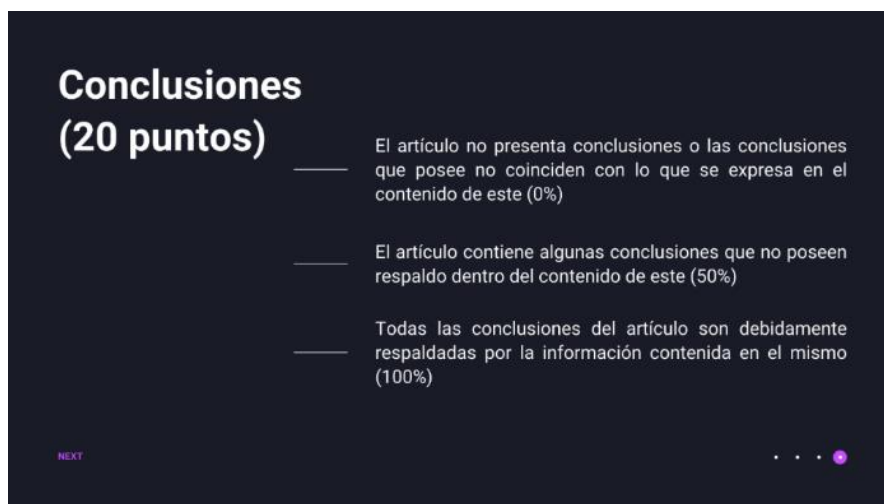 Conclusiones
(20 puntos)
El artículo no presenta conclusiones o las conclusiones
que posee no coinciden con lo que se expresa en el
contenido de este (0%)
El artículo contiene algunas conclusiones que no poseen
respaldo dentro del contenido de este (50%)
Todas las conclusiones del artículo son debidamente
respaldadas por la información contenida en el mismo
(100%)
NEXT